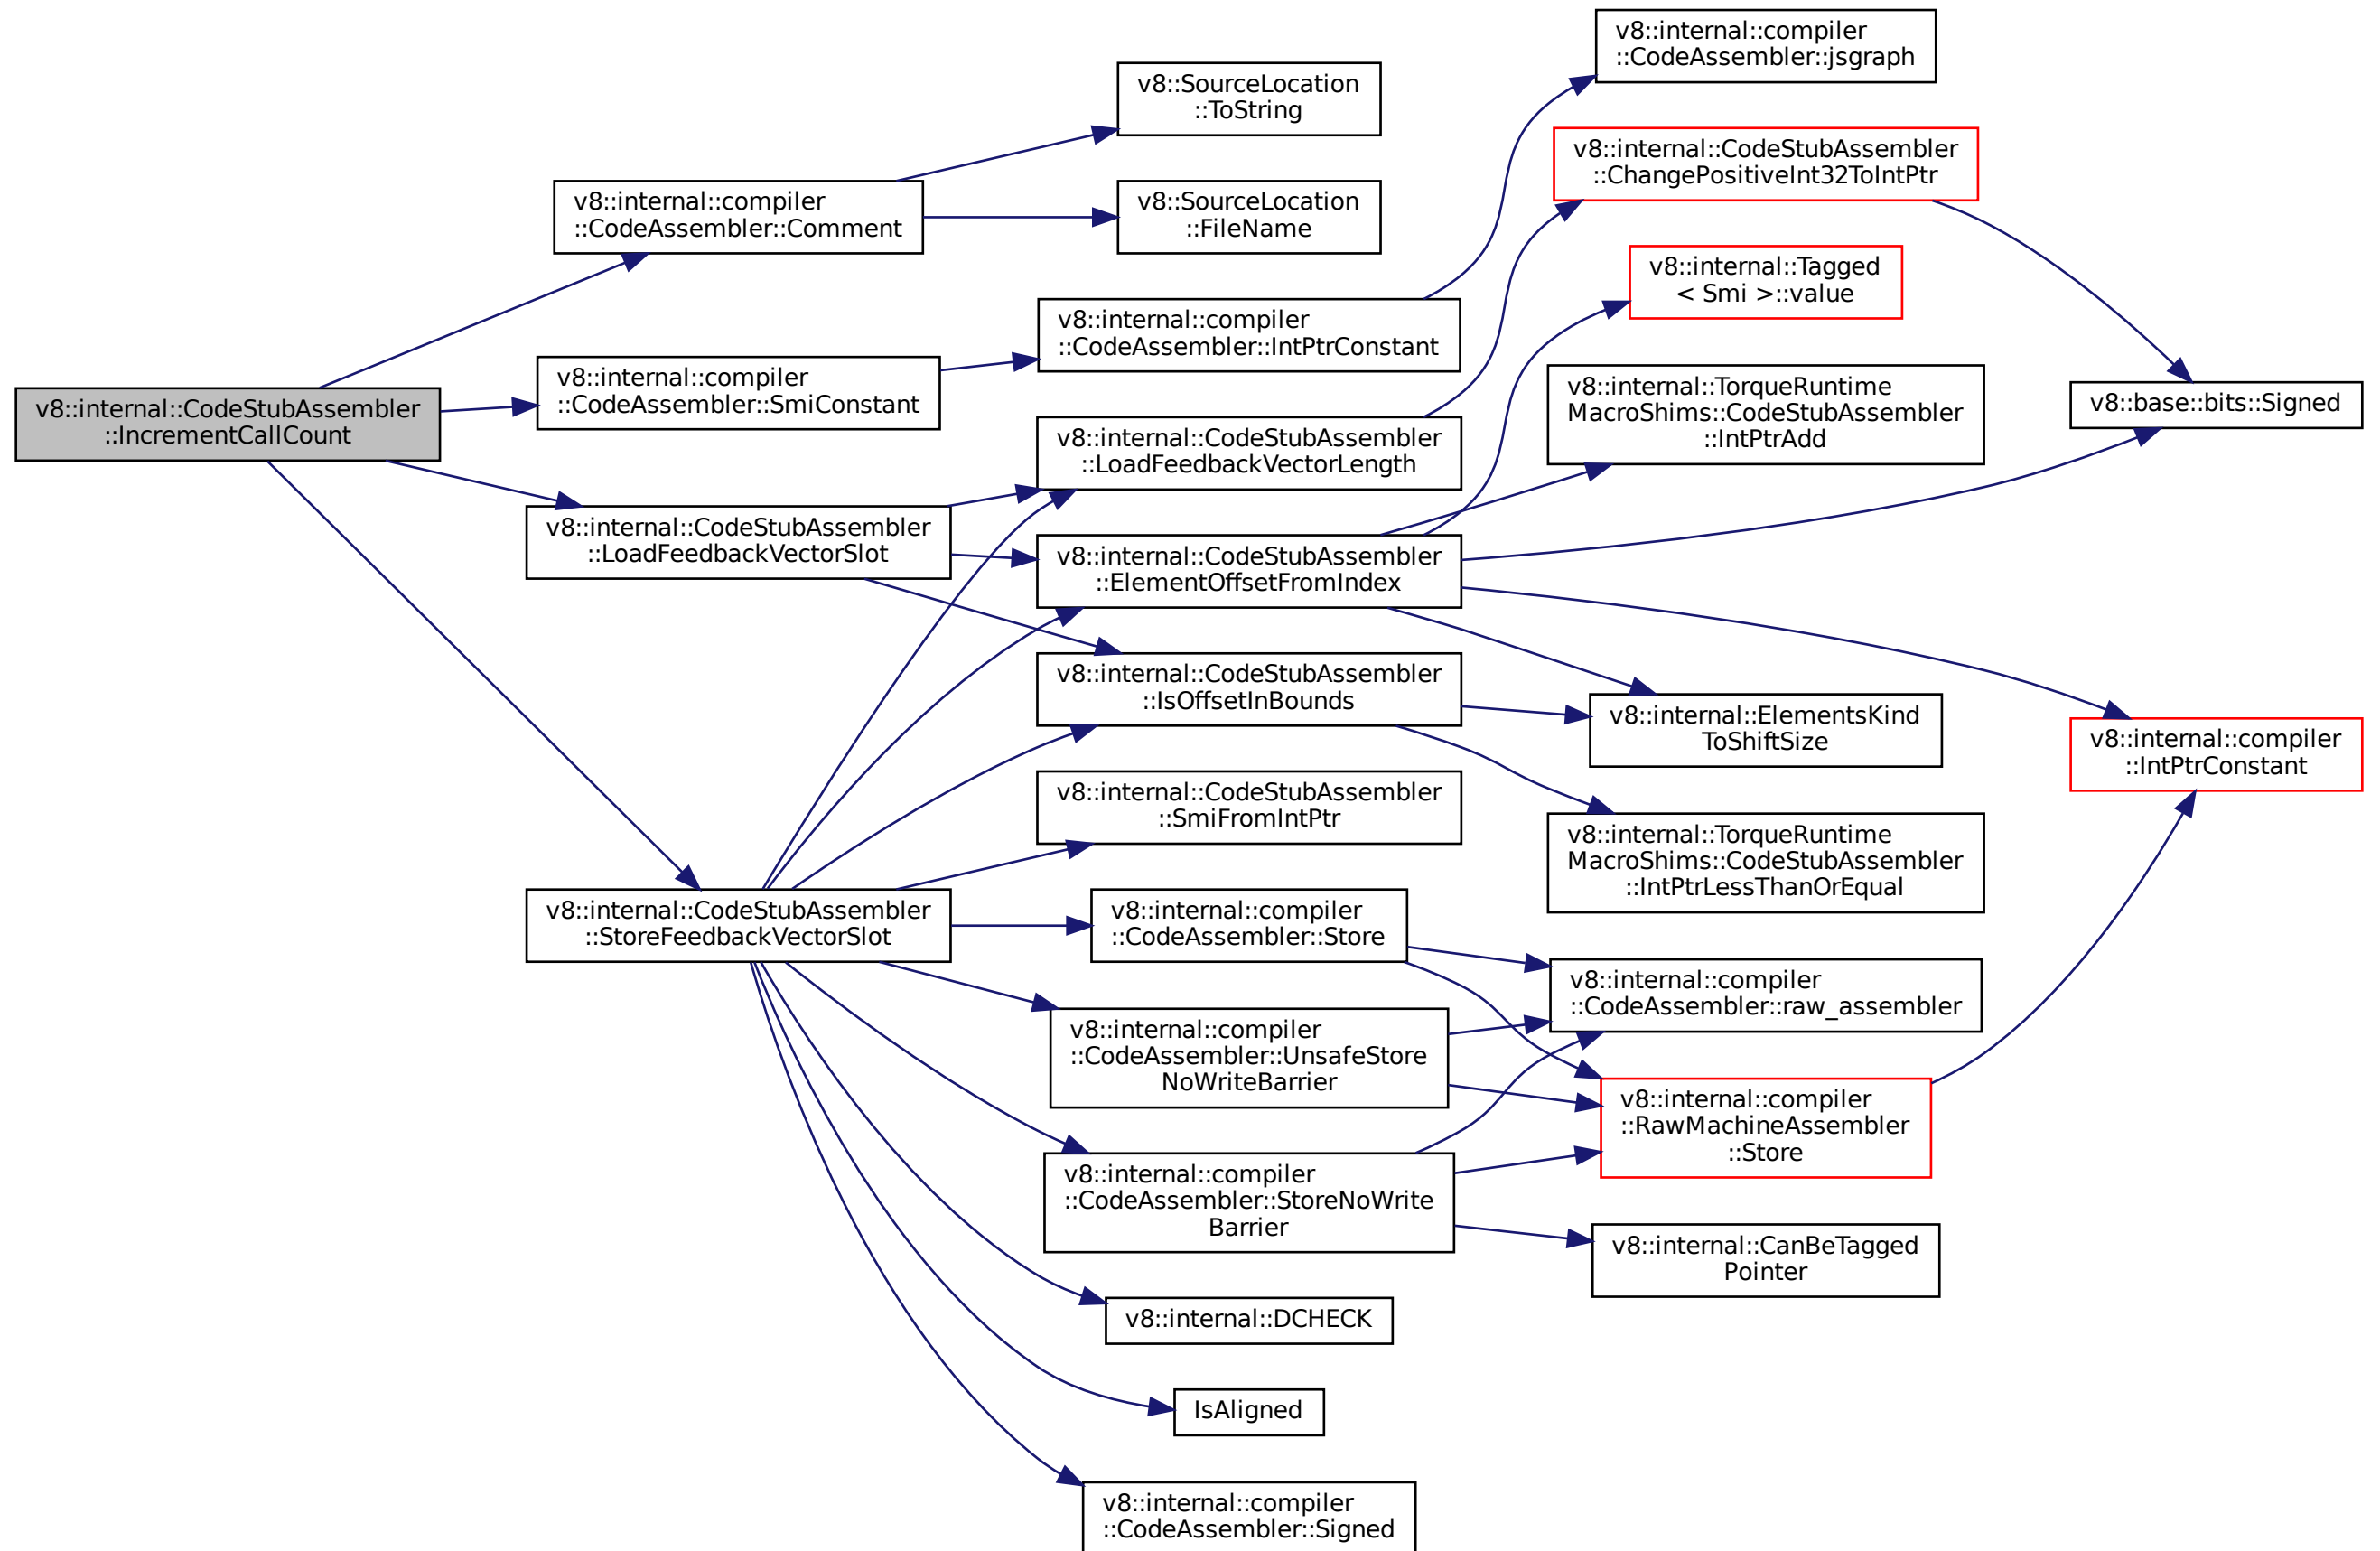 v8::internal::CodeStubAssembler
::IncrementCallCount
v8::internal::compiler
::CodeAssembler::Comment
v8::internal::compiler
::CodeAssembler::SmiConstant
v8::internal::CodeStubAssembler
::LoadFeedbackVectorSlot
v8::internal::CodeStubAssembler
::StoreFeedbackVectorSlot
v8::SourceLocation
::ToString
v8::SourceLocation
::FileName
v8::internal::compiler
::CodeAssembler::IntPtrConstant
v8::internal::CodeStubAssembler
::LoadFeedbackVectorLength
v8::internal::CodeStubAssembler
::ElementOffsetFromIndex
v8::internal::CodeStubAssembler
::IsOffsetInBounds
v8::internal::CodeStubAssembler
::SmiFromIntPtr
v8::internal::compiler
::CodeAssembler::Store
v8::internal::compiler
::CodeAssembler::UnsafeStore
NoWriteBarrier
v8::internal::compiler
::CodeAssembler::StoreNoWrite
Barrier
v8::internal::DCHECK
IsAligned
v8::internal::compiler
::CodeAssembler::Signed
v8::internal::compiler
::CodeAssembler::jsgraph
v8::internal::CodeStubAssembler
::ChangePositiveInt32ToIntPtr
v8::internal::Tagged
< Smi >::value
v8::internal::TorqueRuntime
MacroShims::CodeStubAssembler
::IntPtrAdd
v8::internal::ElementsKind
ToShiftSize
v8::internal::TorqueRuntime
MacroShims::CodeStubAssembler
::IntPtrLessThanOrEqual
v8::internal::compiler
::CodeAssembler::raw_assembler
v8::internal::compiler
::RawMachineAssembler
::Store
v8::internal::CanBeTagged
Pointer
v8::base::bits::Signed
v8::internal::compiler
::IntPtrConstant